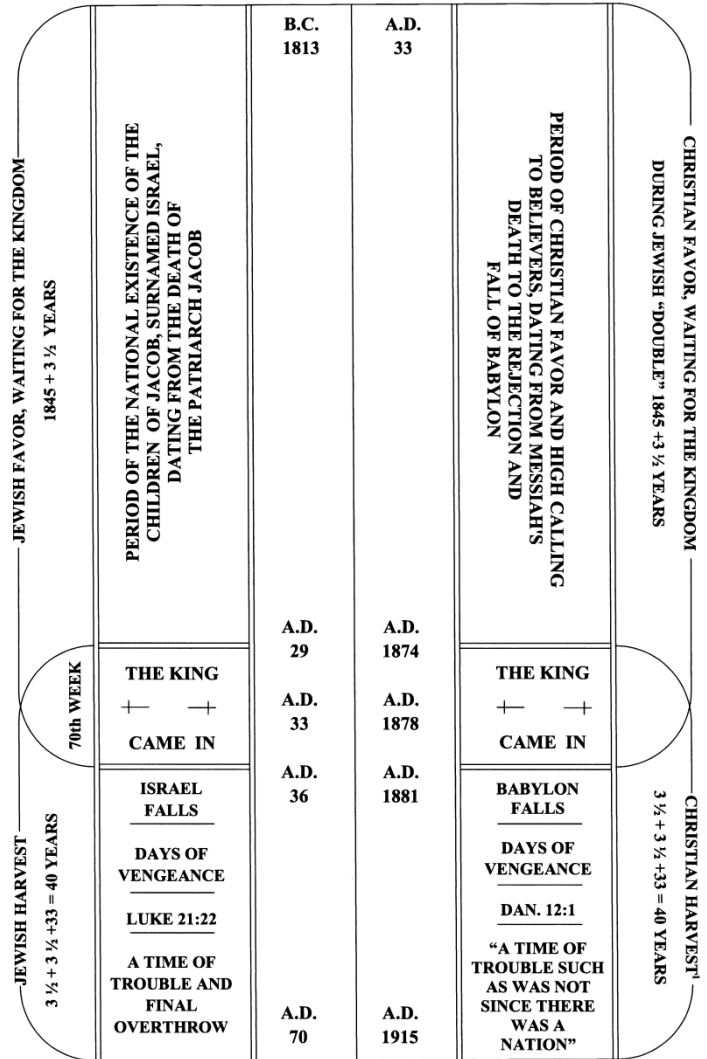 JEWISH FAVOR, WAITING FOR THE KINGDOM
1845 + 3 ½ YEARS
JEWISH HARVEST
3 ½ + 3 ½ +33 = 40 YEARS
70th WEEK
PERIOD OF THE NATIONAL EXISTENCE OF THE
CHILDREN OF JACOB, SURNAMED ISRAEL,
DATING FROM THE DEATH OF
THE PATRIARCH JACOB
THE KING
CAME IN
ISRAEL
FALLS
DAYS OF
VENGEANCE
LUKE 21:22
A TIME OF
TROUBLE AND
FINAL
OVERTHROW
B.C.
1813
A.D.
29
A.D.
33
A.D.
36
A.D.
70
A.D.
33
A.D.
1874
A.D.
1878
A.D.
1881
A.D.
1915
PERIOD OF CHRISTIAN FAVOR AND HIGH CALLING
TO BELIEVERS, DATING FROM MESSIAH'S
DEATH TO THE REJECTION AND
FALL OF BABYLON
THE KING
CAME IN
BABYLON
FALLS
DAYS OF
VENGEANCE
DAN. 12:1
“A TIME OF
TROUBLE SUCH
AS WAS NOT
SINCE THERE
WAS A
NATION”
CHRISTIAN FAVOR, WAITING FOR THE KINGDOM
DURING JEWISH “DOUBLE” 1845 +3 ½ YEARS
CHRISTIAN HARVEST¹
3 ½ + 3 ½ +33 = 40 YEARS